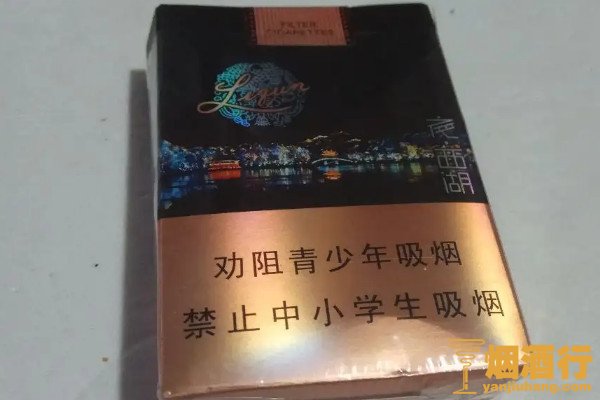 FILTER
CIGARETTES
Liqun
夜西湖
劝阻青少年吸烟
禁止中小学生吸烟
烟酒行
yanjiuhang.com